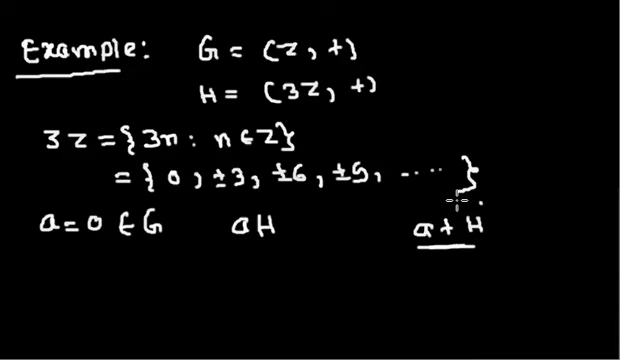 Example: G = (Z, +)
H = (3Z, +)
3Z = {3n : n ∈ Z}
= {0, ±3, ±6, ±9, ..... }
a = 0 ∈ G aH a + H